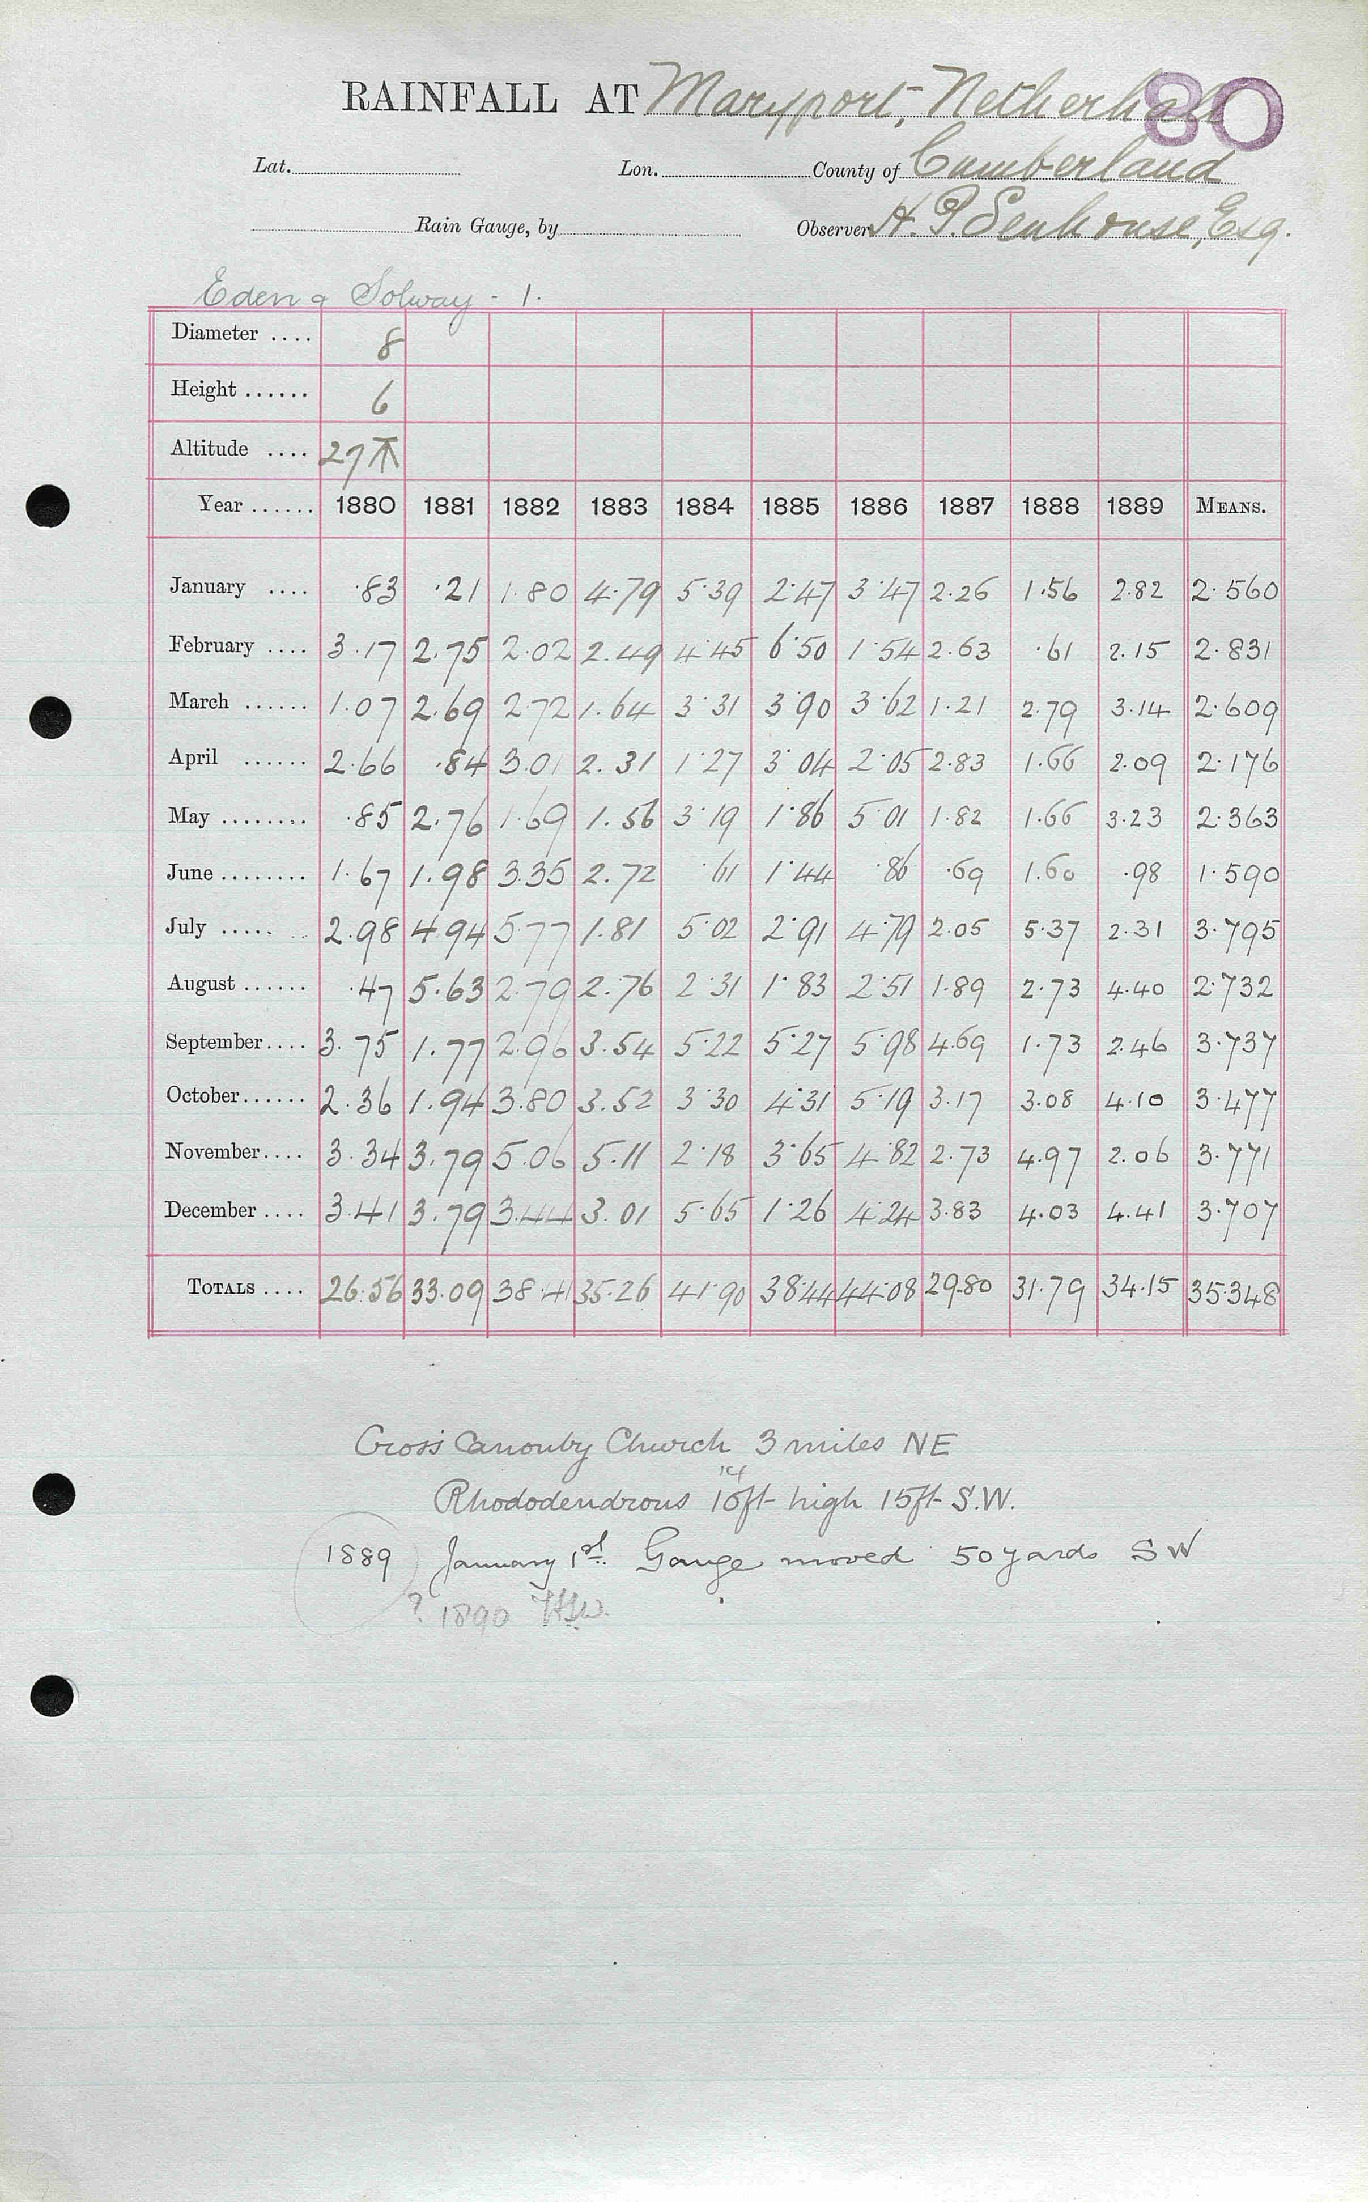 RAINFALL AT Maryport, Netherhall
80
Lat. Lon. County of Cumberland
Rain Gauge, by Observer H. P. Senhouse, Esq.
Eden & Solway - 1.
Diameter .... 8
Height ...... 6
Altitude .... 27
Year ...... 1880 1881 1882 1883 1884 1885 1886 1887 1888 1889 MEANS.
January .... .83 .21 1.80 4.79 5.39 2.47 3.47 2.26 1.56 2.82 2.560
February .... 3.17 2.75 2.02 2.49 4.45 6.50 1.54 2.63 .61 2.15 2.831
March ...... 1.07 2.69 2.72 1.64 3.31 3.90 3.62 1.21 2.79 3.14 2.609
April ...... 2.66 .84 3.01 2.31 1.27 3.04 2.05 2.83 1.66 2.09 2.176
May ........ .85 2.76 1.69 1.56 3.19 1.86 5.01 1.82 1.66 3.23 2.363
June ........ 1.67 1.98 3.35 2.72 .61 1.44 .86 .69 1.60 .98 1.590
July ..... 2.98 4.94 5.77 1.81 5.02 2.91 4.79 2.05 5.37 2.31 3.795
August ...... .47 5.63 2.79 2.76 2.31 1.83 2.51 1.89 2.73 4.40 2.732
September.... 3.75 1.77 2.96 3.54 5.22 5.27 5.98 4.69 1.73 2.46 3.737
October...... 2.36 1.94 3.80 3.52 3.30 4.31 5.19 3.17 3.08 4.10 3.477
November.... 3.34 3.79 5.06 5.11 2.18 3.65 4.82 2.73 4.97 2.06 3.771
December .... 3.41 3.79 3.44 3.01 5.65 1.26 4.24 3.83 4.03 4.41 3.707
TOTALS .... 26.56 33.09 38.41 35.26 41.90 38.44 44.08 29.80 31.79 34.15 35.348
Cross Canonby Church 3 miles NE
Rhododendrons 10ft high 15ft S.W.
1889 January 1st. Gauge moved 50 yards SW
? 1890